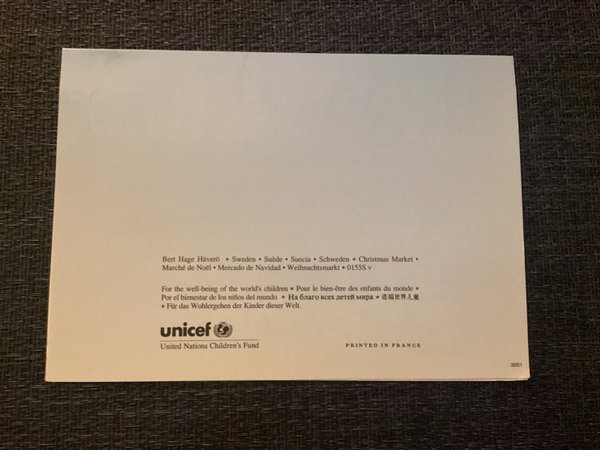 Bert Hage Häverö * Sweden • Suède • Suecia • Schweden * Christmas Market •
Marché de Noël • Mercado de Navidad • Weihnachtsmarkt * 0155S v
For the well-being of the world's children * Pour le bien-être des enfants du monde *
Por el bienestar de los niños del mundo * На благо всех детей мира * 造福世界儿童
* Für das Wohlergehen der Kinder dieser Welt.
unicef
United Nations Children's Fund
PRINTED IN FRANCE
3001